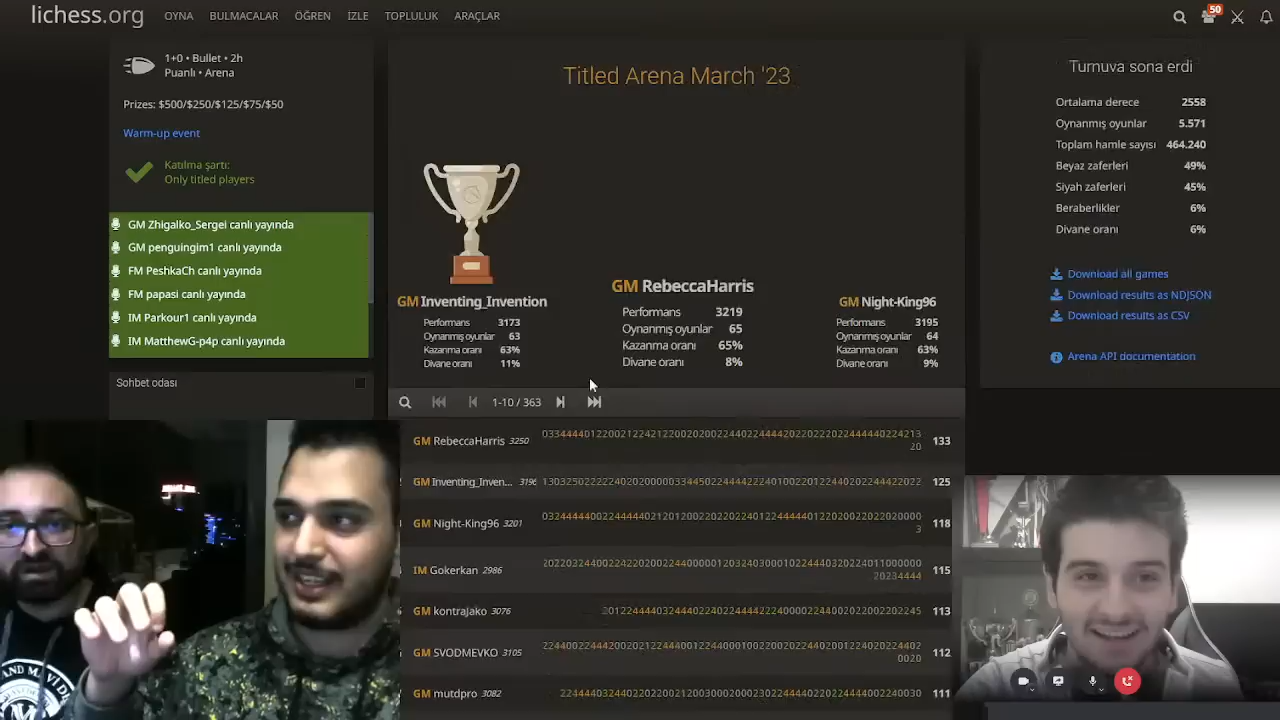 lichess.org OYNA BULMACALAR ÖĞREN İZLE TOPLULUK ARAÇLAR 50
1+0 • Bullet • 2h
Puanlı • Arena
Prizes: $500/$250/$125/$75/$50
Warm-up event
Katılma şartı:
Only titled players
GM Zhigalko_Sergei canlı yayında
GM penguingim1 canlı yayında
FM PeshkaCh canlı yayında
FM papasi canlı yayında
IM Parkour1 canlı yayında
IM MatthewG-p4p canlı yayında
Sohbet odası
Titled Arena March '23
GM Inventing_Invention
Performans 3173
Oynanmış oyunlar 63
Kazanma oranı 63%
Divane oranı 11%
GM RebeccaHarris
Performans 3219
Oynanmış oyunlar 65
Kazanma oranı 65%
Divane oranı 8%
GM Night-King96
Performans 3195
Oynanmış oyunlar 64
Kazanma oranı 63%
Divane oranı 9%
1-10 / 363
GM RebeccaHarris 3250 133
20
GM Inventing_Inven... 3196 125
GM Night-King96 3201 118
3
IM Gokerkan 2986 115
20234444
GM kontrajako 3076 113
GM SVODMEVKO 3105 112
0020
GM mutdpro 3082 111
Turnuva sona erdi
Ortalama derece 2558
Oynanmış oyunlar 5.571
Toplam hamle sayısı 464.240
Beyaz zaferleri 49%
Siyah zaferleri 45%
Beraberlikler 6%
Divane oranı 6%
Download all games
Download results as NDJSON
Download results as CSV
Arena API documentation